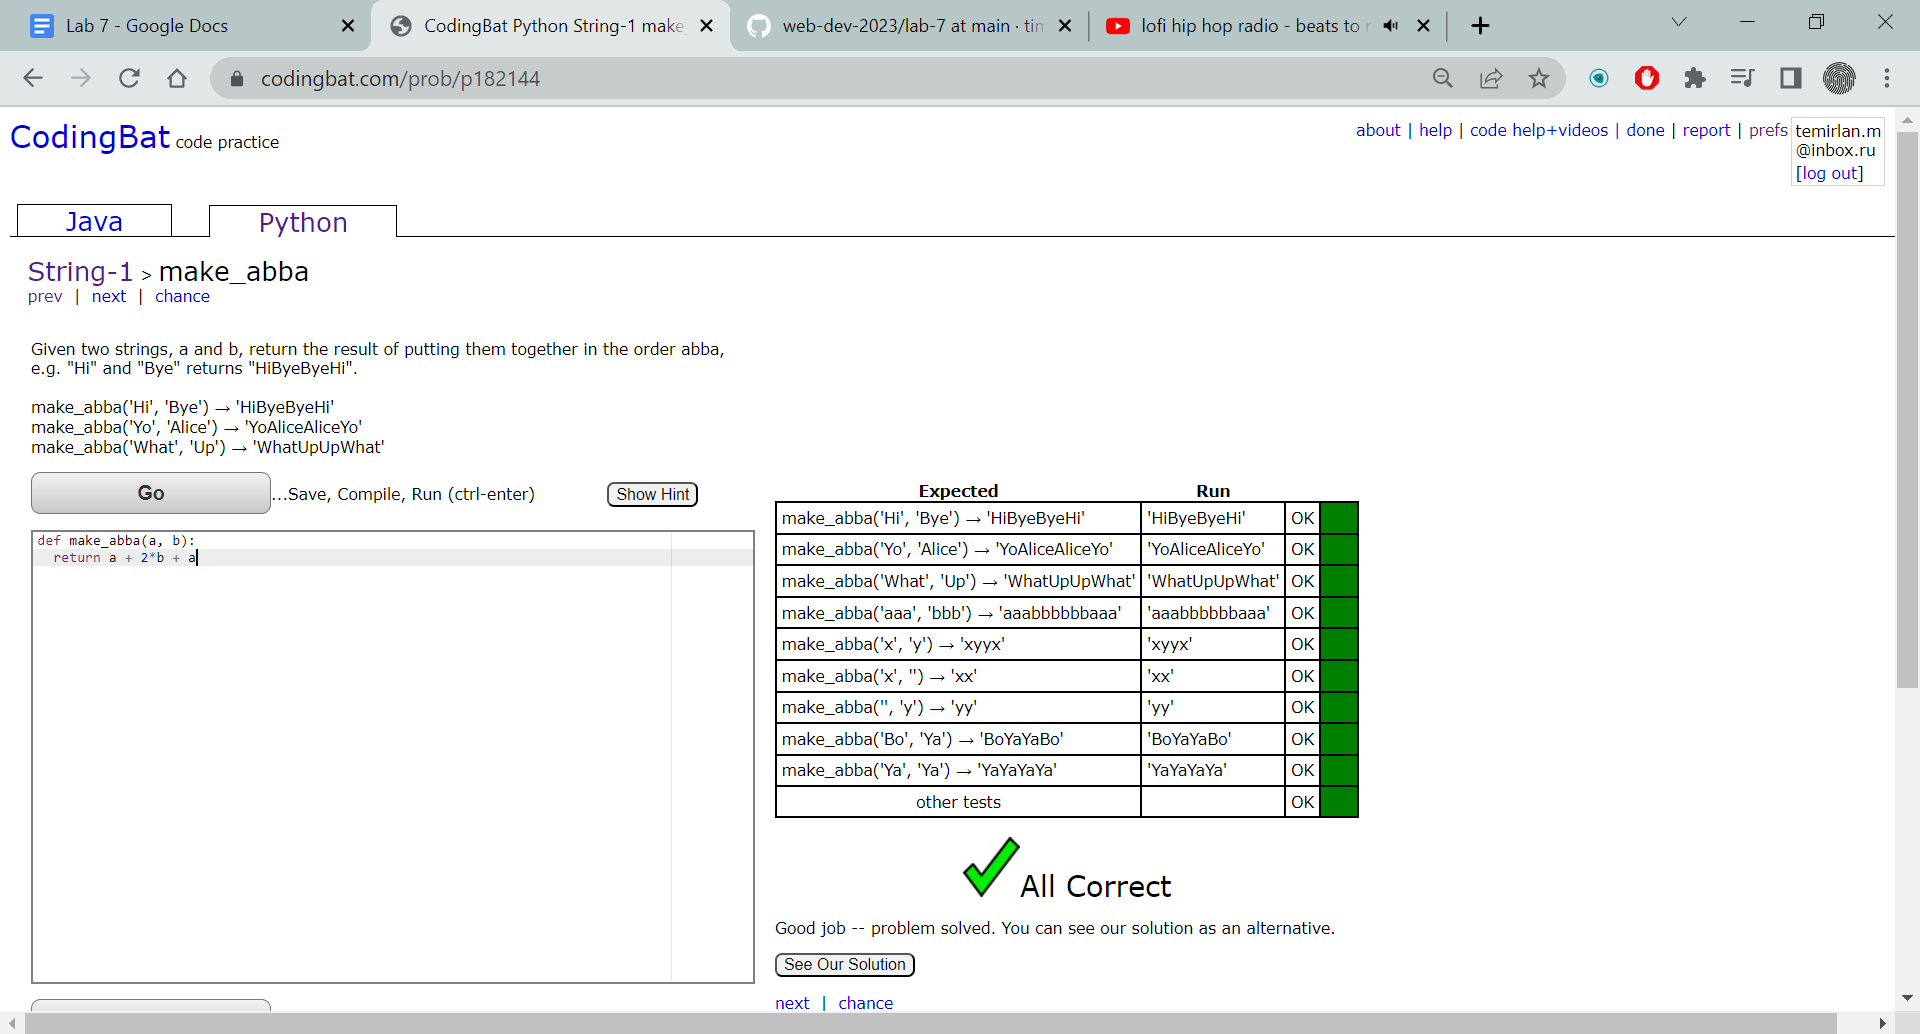 Lab 7 - Google Docs
CodingBat Python String-1 make_
web-dev-2023/lab-7 at main · tim
lofi hip hop radio - beats to r
codingbat.com/prob/p182144
CodingBat code practice
about | help | code help+videos | done | report | prefs
temirlan.m
@inbox.ru
[log out]
Java
Python
String-1 > make_abba
prev | next | chance
Given two strings, a and b, return the result of putting them together in the order abba,
e.g. "Hi" and "Bye" returns "HiByeByeHi".
make_abba('Hi', 'Bye') → 'HiByeByeHi'
make_abba('Yo', 'Alice') → 'YoAliceAliceYo'
make_abba('What', 'Up') → 'WhatUpUpWhat'
Go
...Save, Compile, Run (ctrl-enter)
Show Hint
def make_abba(a, b):
  return a + 2*b + a
Expected Run
make_abba('Hi', 'Bye') → 'HiByeByeHi' 'HiByeByeHi' OK
make_abba('Yo', 'Alice') → 'YoAliceAliceYo' 'YoAliceAliceYo' OK
make_abba('What', 'Up') → 'WhatUpUpWhat' 'WhatUpUpWhat' OK
make_abba('aaa', 'bbb') → 'aaabbbbbbaaa' 'aaabbbbbbaaa' OK
make_abba('x', 'y') → 'xyyx' 'xyyx' OK
make_abba('x', '') → 'xx' 'xx' OK
make_abba('', 'y') → 'yy' 'yy' OK
make_abba('Bo', 'Ya') → 'BoYaYaBo' 'BoYaYaBo' OK
make_abba('Ya', 'Ya') → 'YaYaYaYa' 'YaYaYaYa' OK
other tests OK
All Correct
Good job -- problem solved. You can see our solution as an alternative.
See Our Solution
next | chance